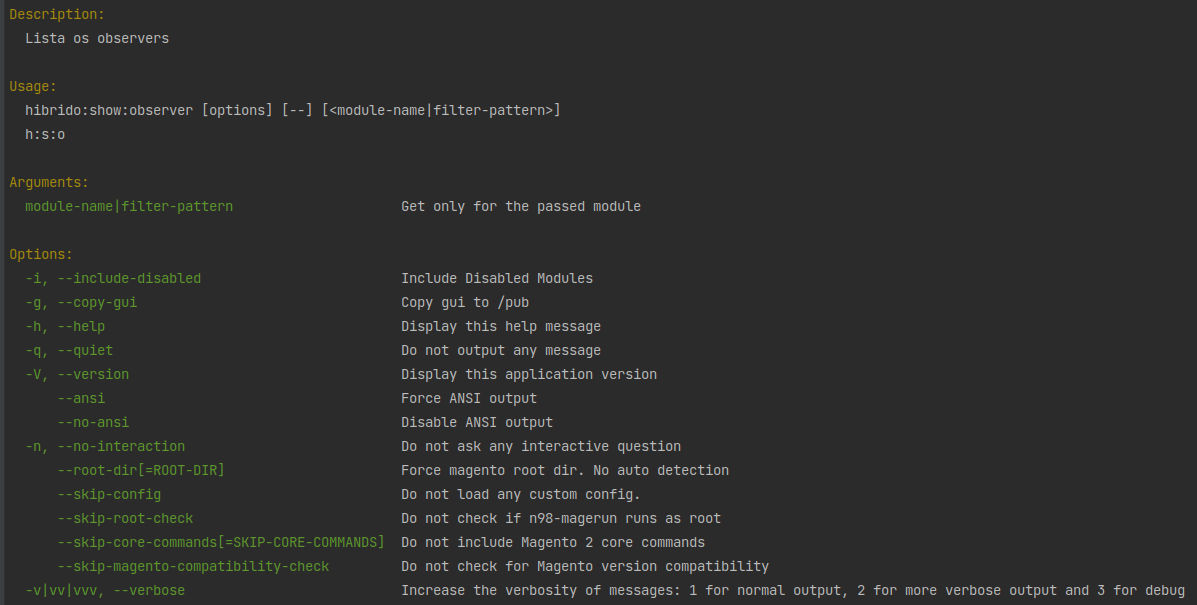 Description:
  Lista os observers

Usage:
  hibrido:show:observer [options] [--] [<module-name|filter-pattern>]
  h:s:o

Arguments:
  module-name|filter-pattern                     Get only for the passed module

Options:
  -i, --include-disabled                         Include Disabled Modules
  -g, --copy-gui                                 Copy gui to /pub
  -h, --help                                     Display this help message
  -q, --quiet                                    Do not output any message
  -V, --version                                  Display this application version
      --ansi                                     Force ANSI output
      --no-ansi                                  Disable ANSI output
  -n, --no-interaction                           Do not ask any interactive question
      --root-dir[=ROOT-DIR]                      Force magento root dir. No auto detection
      --skip-config                              Do not load any custom config.
      --skip-root-check                          Do not check if n98-magerun runs as root
      --skip-core-commands[=SKIP-CORE-COMMANDS]  Do not include Magento 2 core commands
      --skip-magento-compatibility-check         Do not check for Magento version compatibility
  -v|vv|vvv, --verbose                           Increase the verbosity of messages: 1 for normal output, 2 for more verbose output and 3 for debug